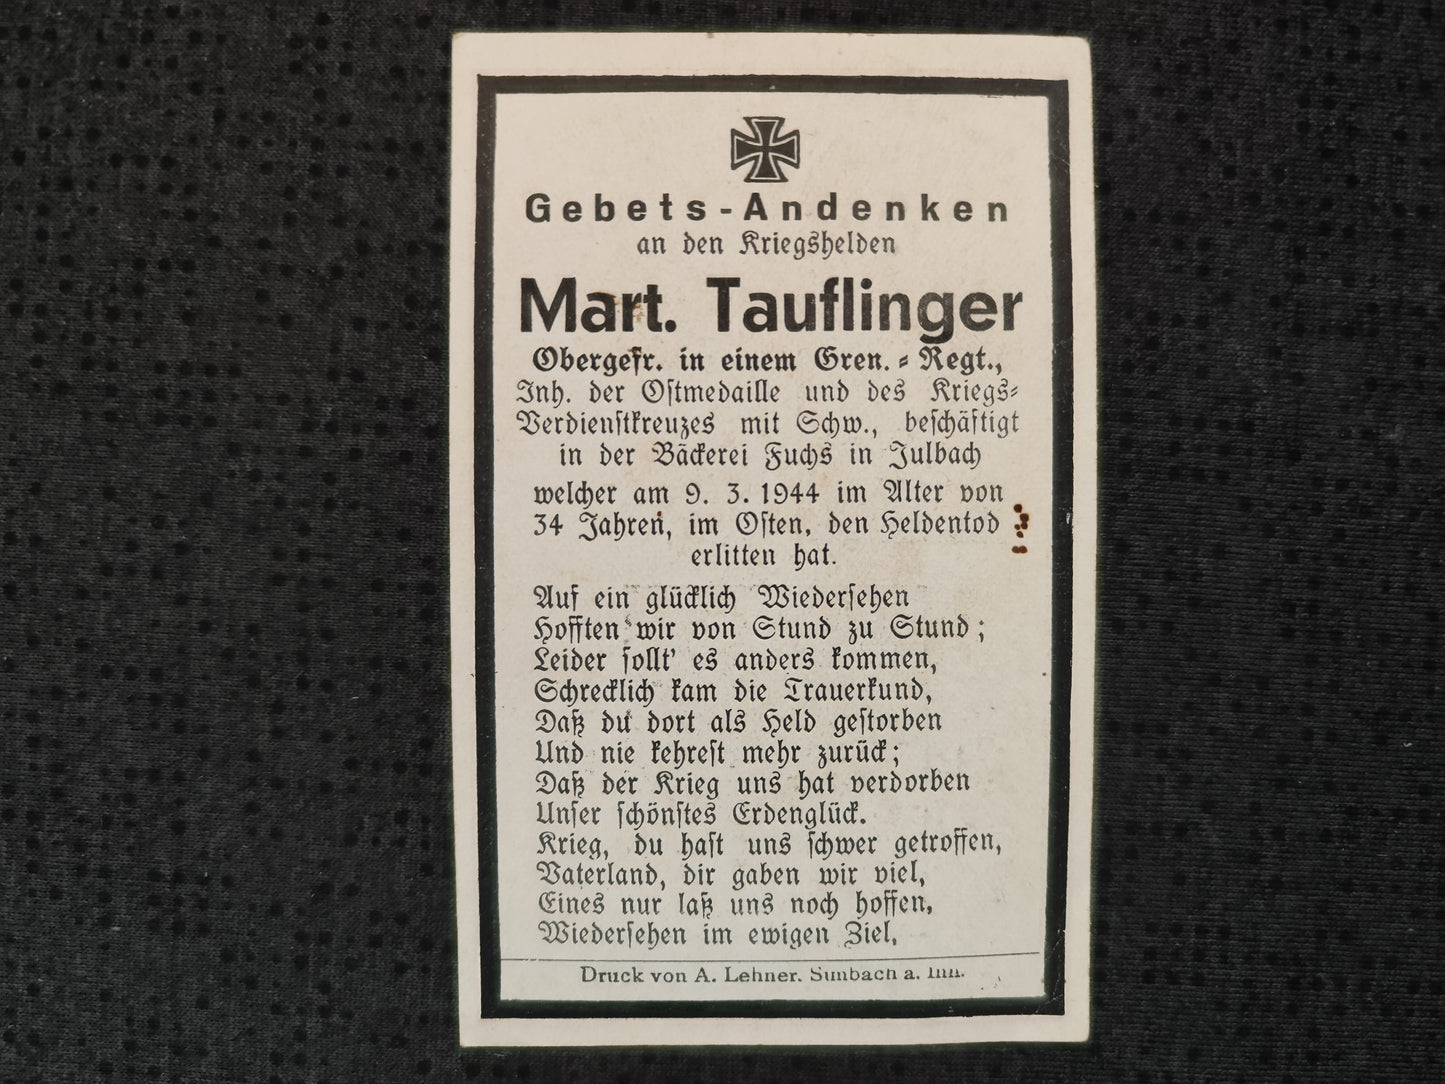 Gebets-Andenken
an den Kriegshelden
Mart. Tauflinger
Obergefr. in einem Gren.-Regt.,
Inh. der Ostmedaille und des Kriegs-
Verdienstkreuzes mit Schw., beschäftigt
in der Bäckerei Fuchs in Julbach
welcher am 9. 3. 1944 im Alter von
34 Jahren, im Osten, den Heldentod
erlitten hat.
Auf ein glücklich Wiedersehen
Hofften wir von Stund zu Stund;
Leider sollt' es anders kommen,
Schrecklich kam die Trauerkund,
Daß du dort als Held gestorben
Und nie kehrest mehr zurück;
Daß der Krieg uns hat verdorben
Unser schönstes Erdenglück.
Krieg, du hast uns schwer getroffen,
Vaterland, dir gaben wir viel,
Eines nur laß uns noch hoffen,
Wiedersehen im ewigen Ziel.
Druck von A. Lehner. Simbach a. Inn.